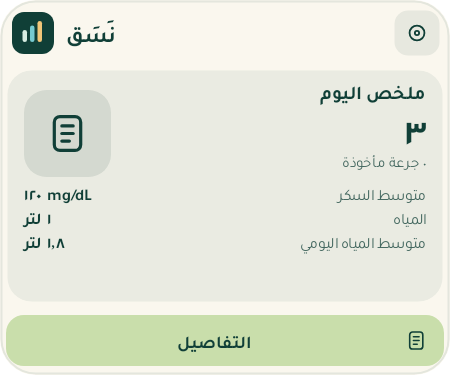 نَسَق
ملخص اليوم
٣
٠ جرعة مأخوذة
متوسط السكر ١٢٠ mg/dL
المياه ١ لتر
متوسط المياه اليومي ١,٨ لتر
التفاصيل